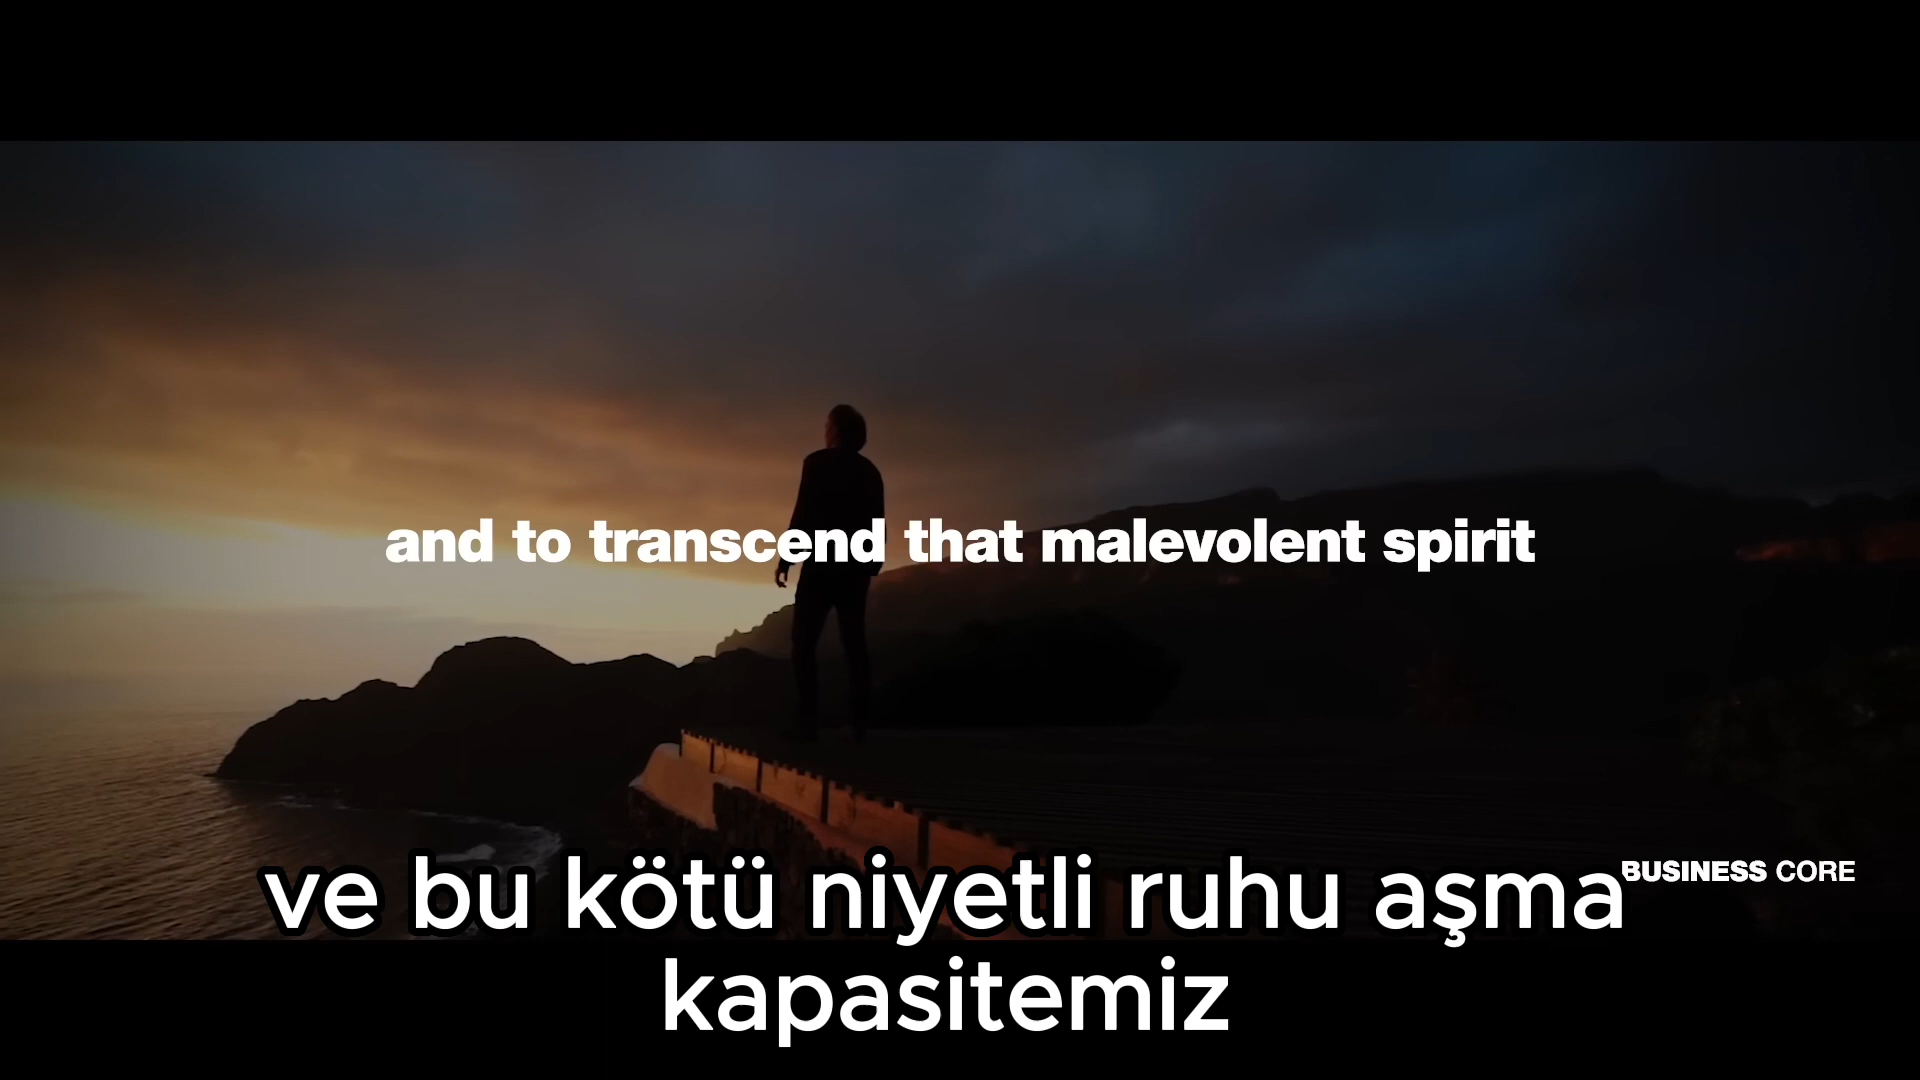 and to transcend that malevolent spirit
BUSINESS CORE
ve bu kötü niyetli ruhu aşma
kapasitemiz